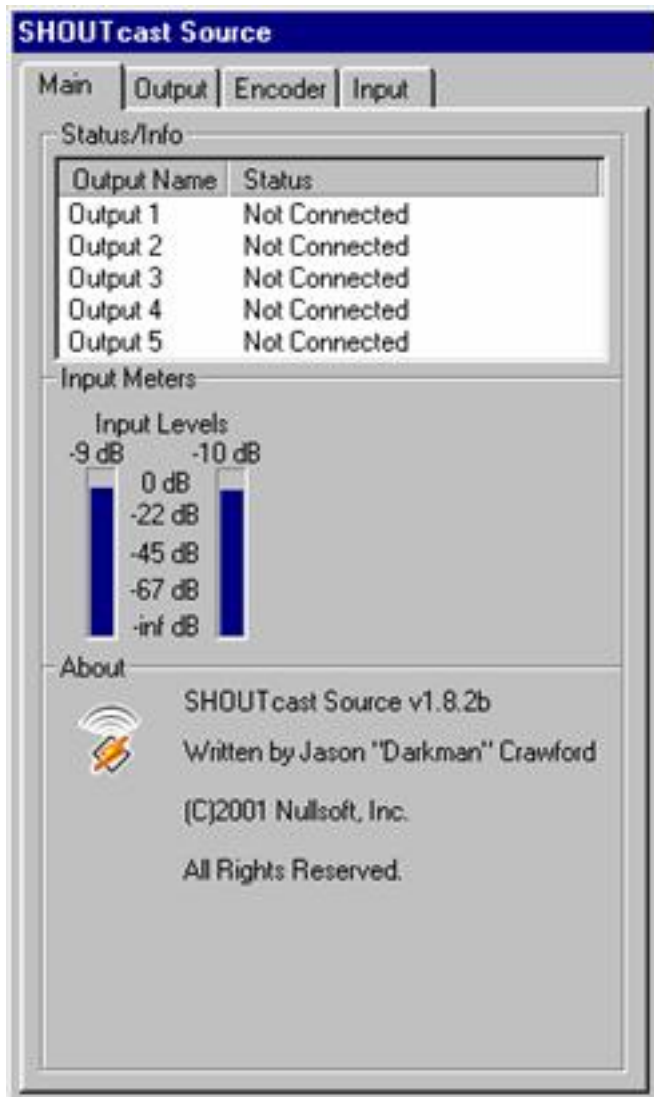 SHOUTcast Source
Main Output Encoder Input
Status/Info
Output Name Status
Output 1 Not Connected
Output 2 Not Connected
Output 3 Not Connected
Output 4 Not Connected
Output 5 Not Connected
Input Meters
Input Levels
-9 dB -10 dB
0 dB
-22 dB
-45 dB
-67 dB
-inf dB
About
SHOUTcast Source v1.8.2b
Written by Jason "Darkman" Crawford
(C)2001 Nullsoft, Inc.
All Rights Reserved.